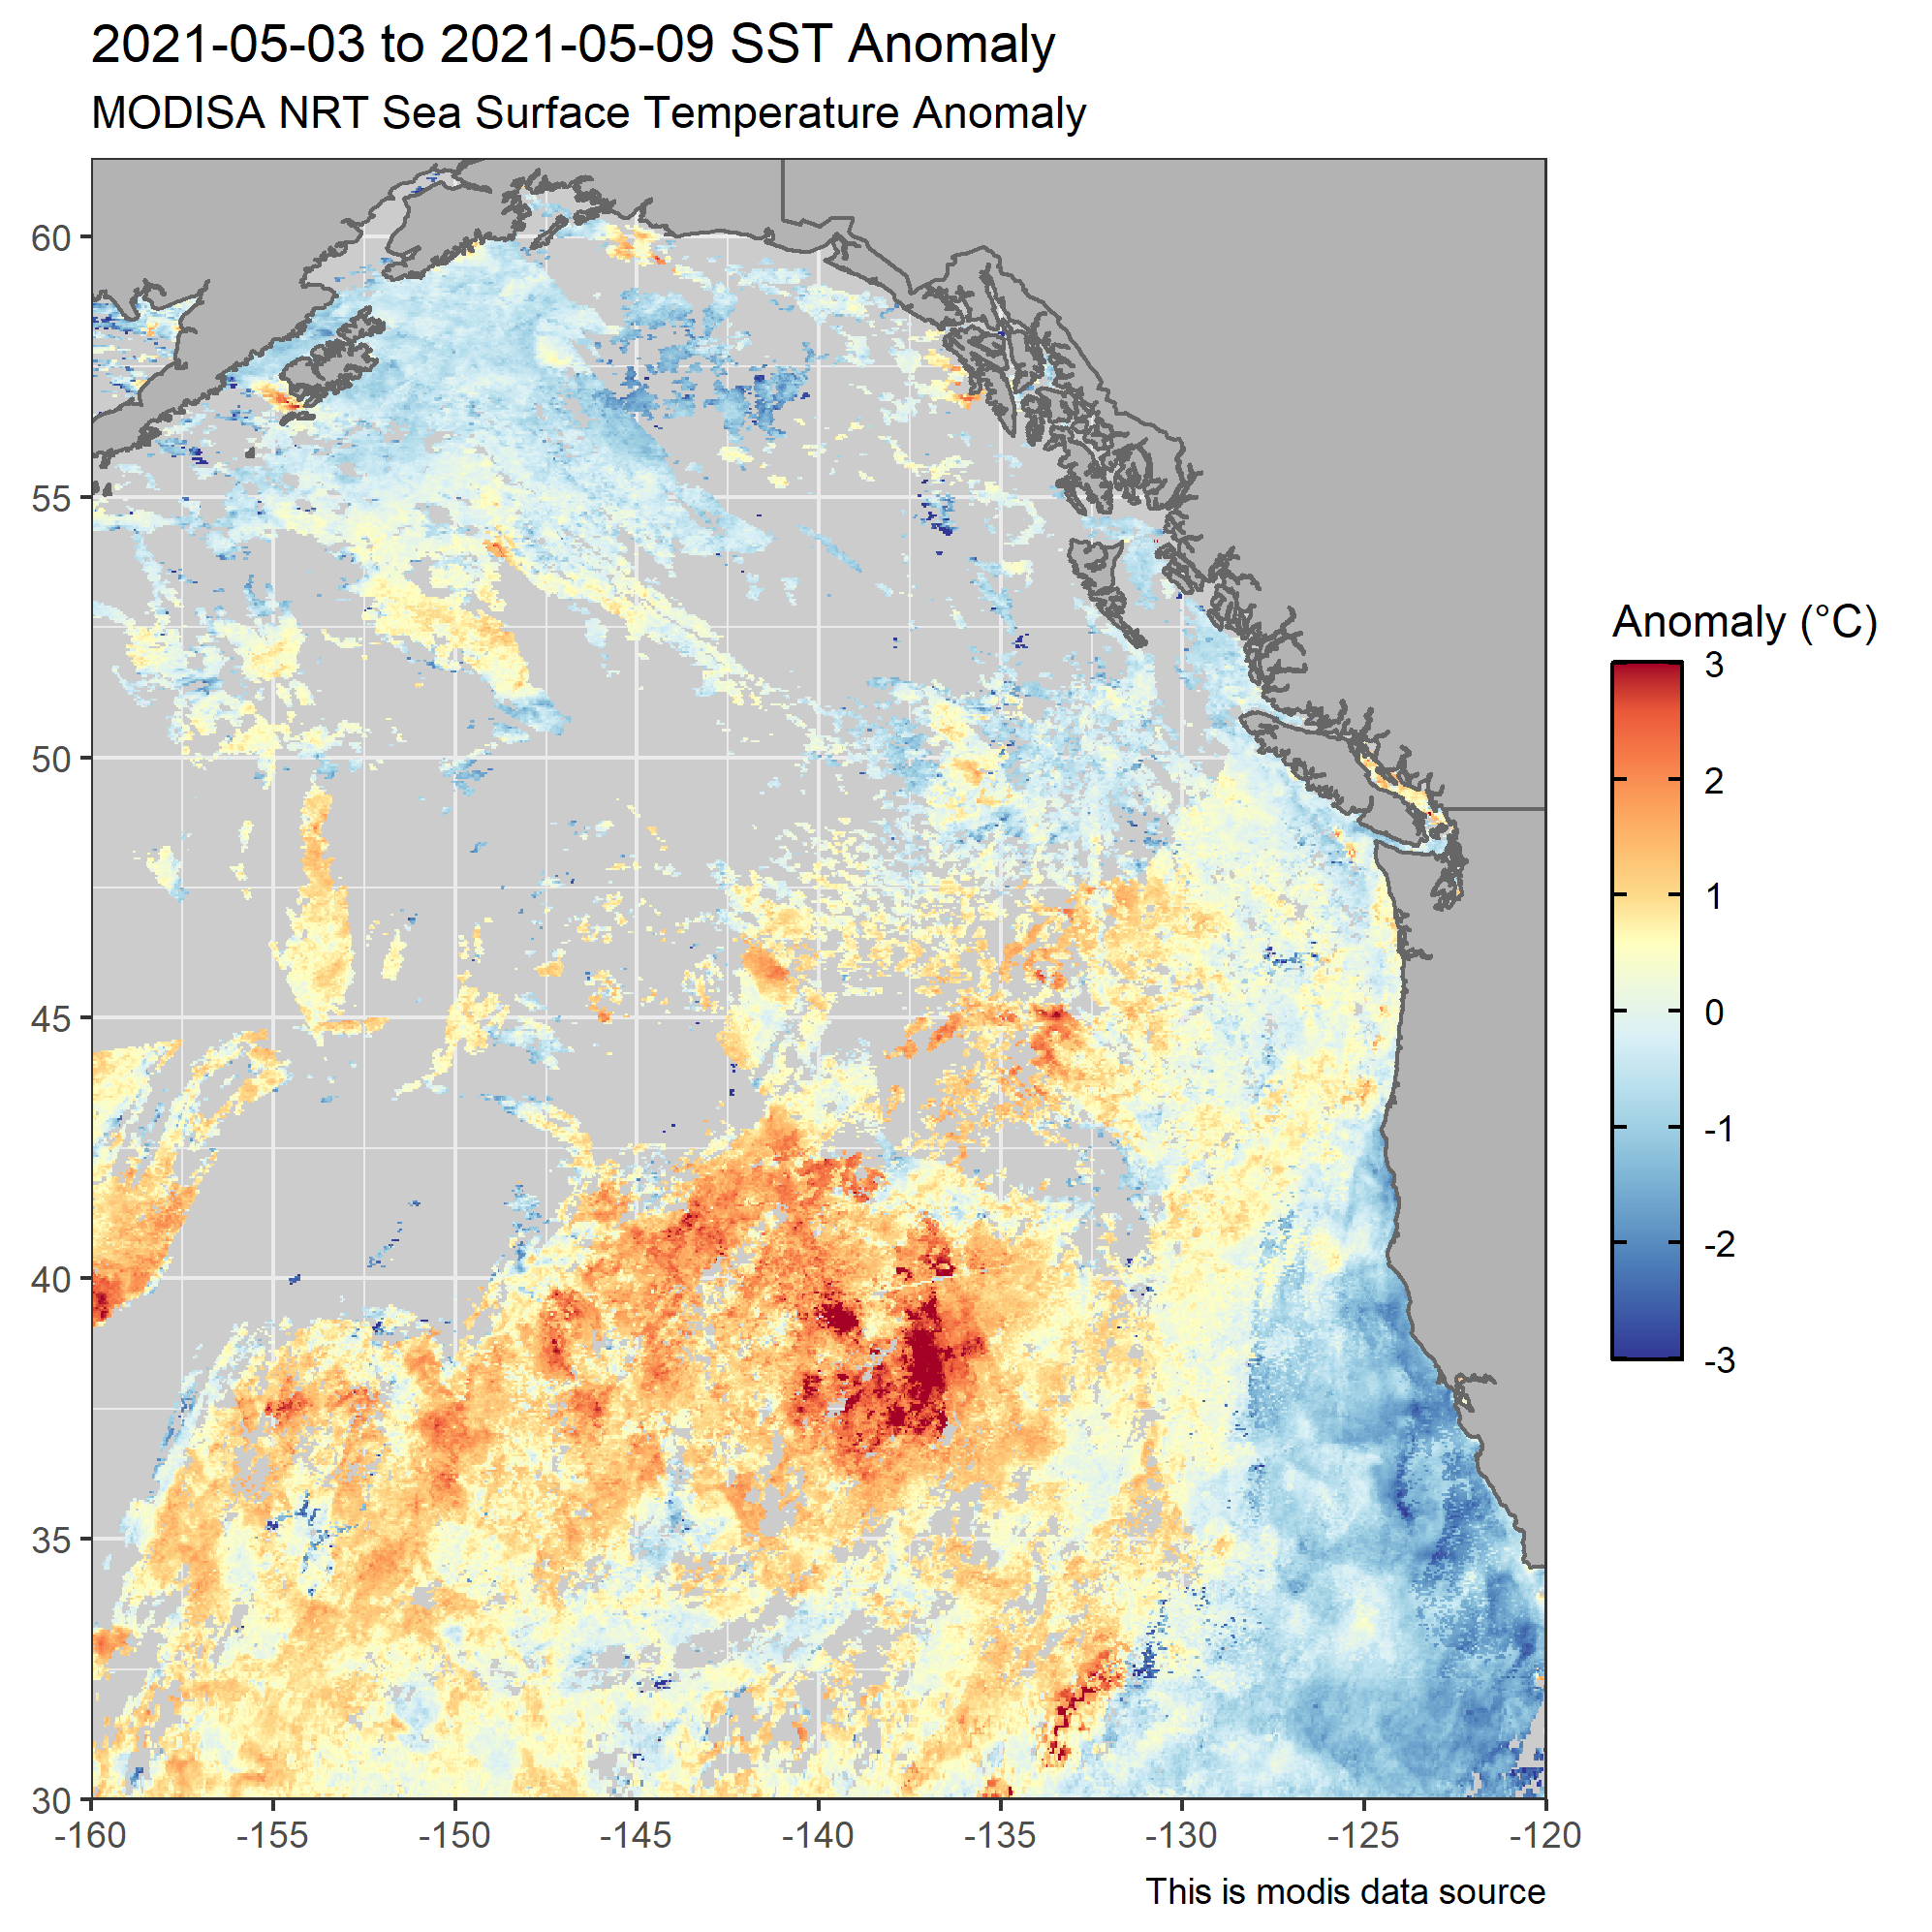 2021-05-03 to 2021-05-09 SST Anomaly
MODISA NRT Sea Surface Temperature Anomaly
60
55
50
45
40
35
30
-160 -155 -150 -145 -140 -135 -130 -125 -120
Anomaly (°C)
3
2
1
0
-1
-2
-3
This is modis data source